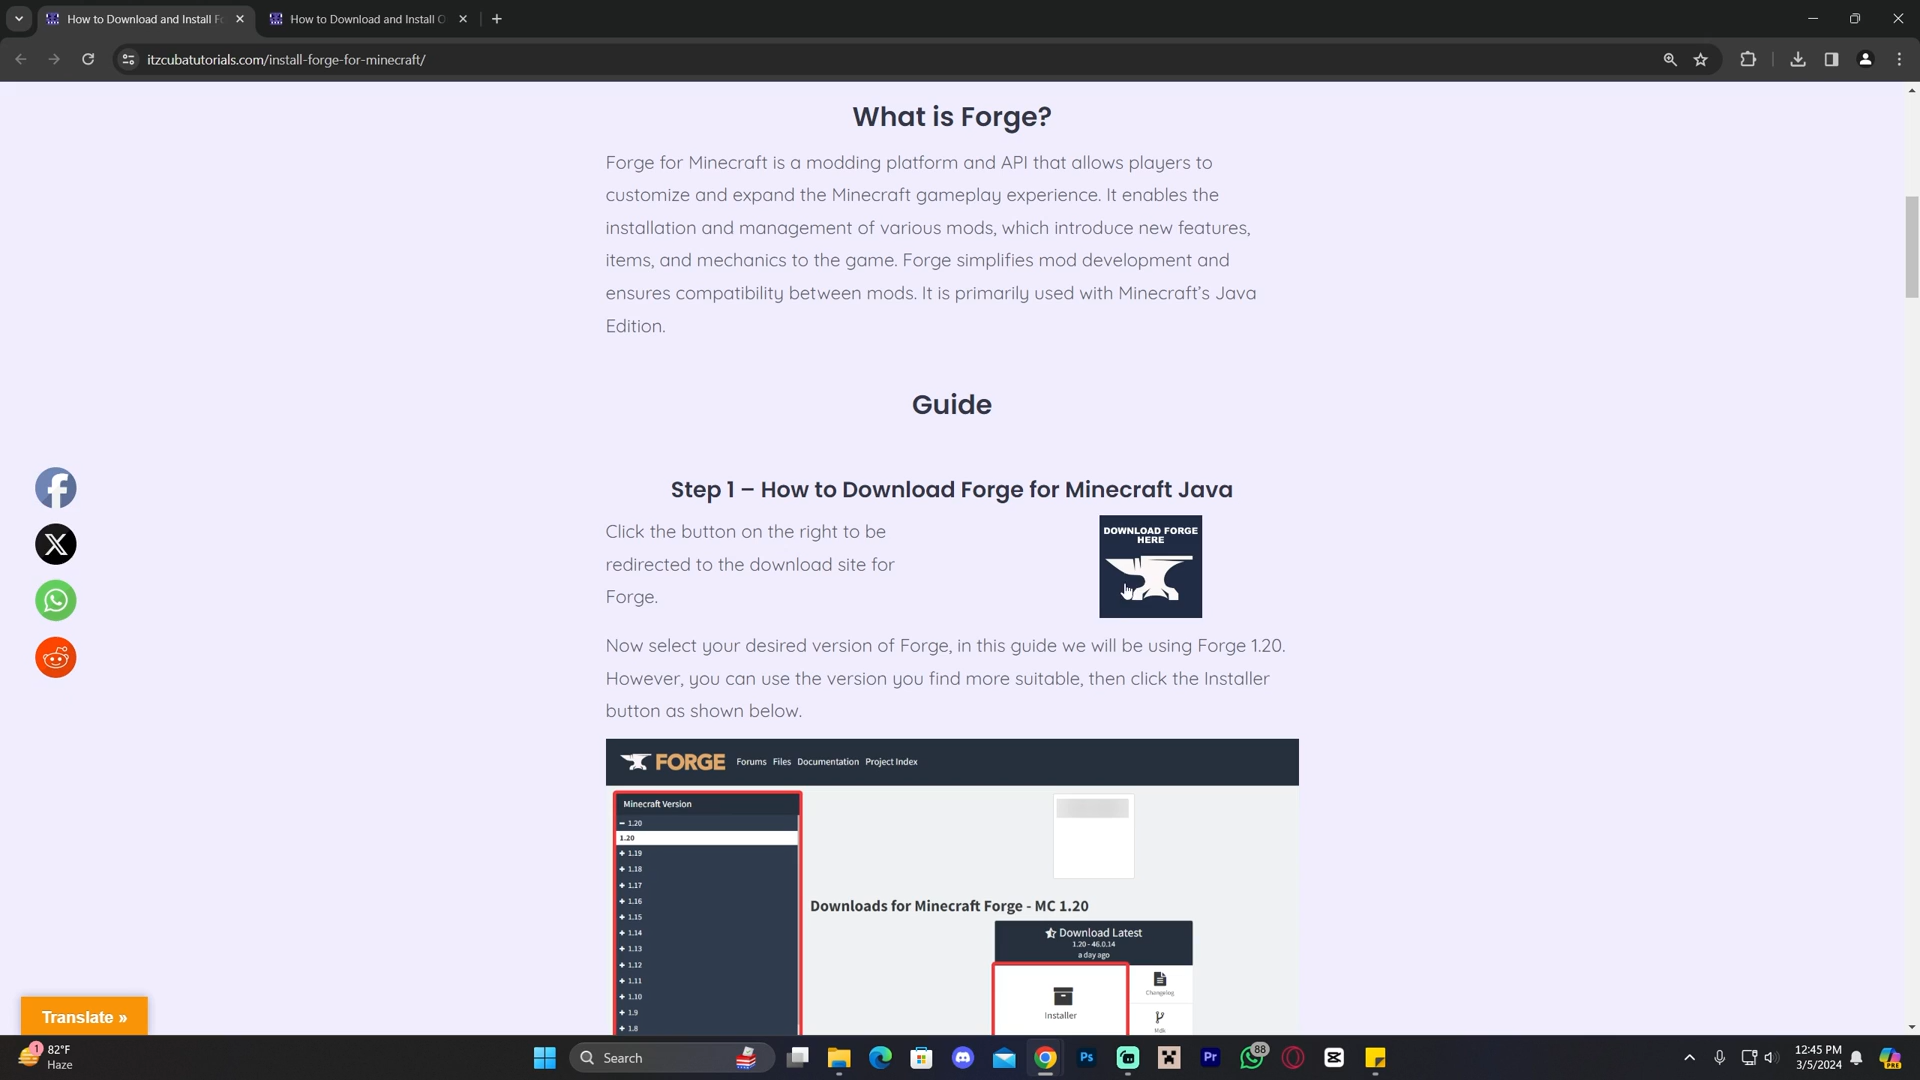 How to Download and Install Fo
How to Download and Install O
itzcubatutorials.com/install-forge-for-minecraft/
What is Forge?
Forge for Minecraft is a modding platform and API that allows players to
customize and expand the Minecraft gameplay experience. It enables the
installation and management of various mods, which introduce new features,
items, and mechanics to the game. Forge simplifies mod development and
ensures compatibility between mods. It is primarily used with Minecraft’s Java
Edition.
Guide
Step 1 – How to Download Forge for Minecraft Java
Click the button on the right to be
redirected to the download site for
Forge.
DOWNLOAD FORGE
HERE
Now select your desired version of Forge, in this guide we will be using Forge 1.20.
However, you can use the version you find more suitable, then click the Installer
button as shown below.
FORGE Forums Files Documentation Project Index
Minecraft Version
1.20
1.20
1.19
1.18
1.17
1.16
1.15
1.14
1.13
1.12
1.11
1.10
1.9
1.8
Downloads for Minecraft Forge - MC 1.20
Download Latest
1.20 - 46.0.14
a day ago
Installer
Changelog
Mdk
Translate »
1
82°F
Haze
Search
Ps
Pr
88
12:45 PM
3/5/2024
PRE